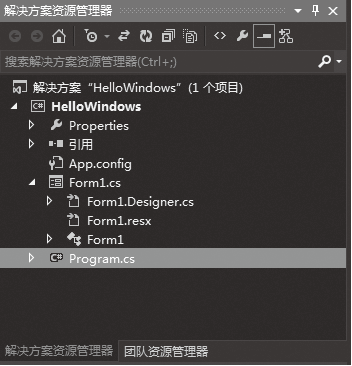 解决方案资源管理器
搜索解决方案资源管理器(Ctrl+;)
解决方案 “HelloWindows” (1 个项目)
C# HelloWindows
Properties
引用
App.config
Form1.cs
Form1.Designer.cs
Form1.resx
Form1
C# Program.cs
解决方案资源管理器 团队资源管理器